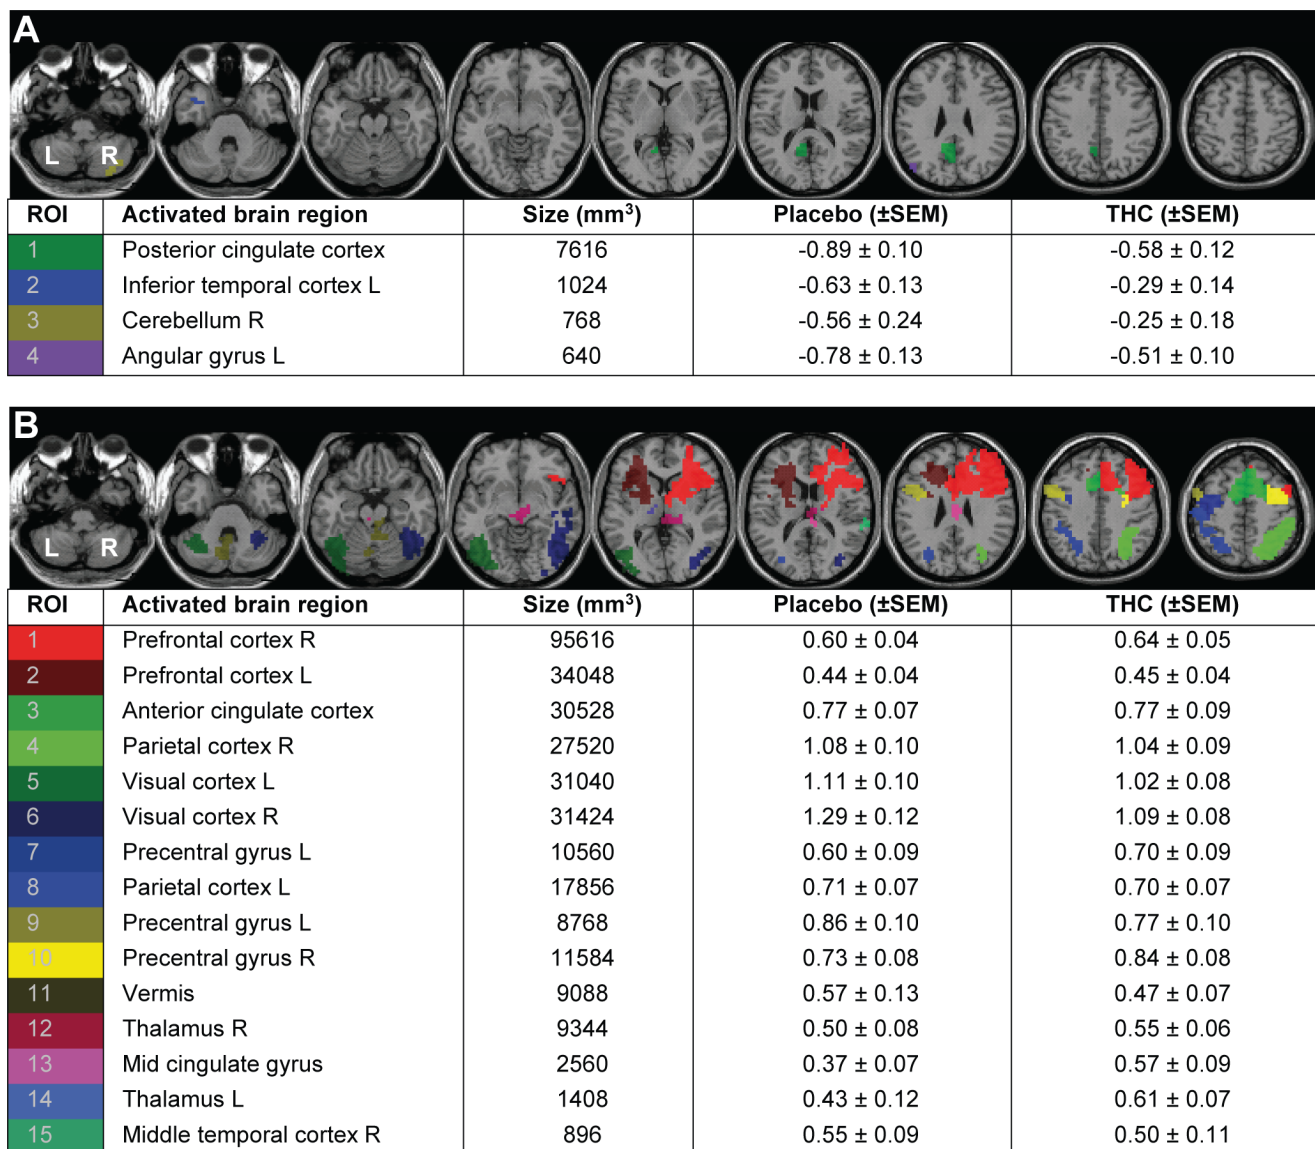 A
L R
ROI Activated brain region Size (mm³) Placebo (±SEM) THC (±SEM)
1 Posterior cingulate cortex 7616 -0.89 ± 0.10 -0.58 ± 0.12
2 Inferior temporal cortex L 1024 -0.63 ± 0.13 -0.29 ± 0.14
3 Cerebellum R 768 -0.56 ± 0.24 -0.25 ± 0.18
4 Angular gyrus L 640 -0.78 ± 0.13 -0.51 ± 0.10
B
L R
ROI Activated brain region Size (mm³) Placebo (±SEM) THC (±SEM)
1 Prefrontal cortex R 95616 0.60 ± 0.04 0.64 ± 0.05
2 Prefrontal cortex L 34048 0.44 ± 0.04 0.45 ± 0.04
3 Anterior cingulate cortex 30528 0.77 ± 0.07 0.77 ± 0.09
4 Parietal cortex R 27520 1.08 ± 0.10 1.04 ± 0.09
5 Visual cortex L 31040 1.11 ± 0.10 1.02 ± 0.08
6 Visual cortex R 31424 1.29 ± 0.12 1.09 ± 0.08
7 Precentral gyrus L 10560 0.60 ± 0.09 0.70 ± 0.09
8 Parietal cortex L 17856 0.71 ± 0.07 0.70 ± 0.07
9 Precentral gyrus L 8768 0.86 ± 0.10 0.77 ± 0.10
10 Precentral gyrus R 11584 0.73 ± 0.08 0.84 ± 0.08
11 Vermis 9088 0.57 ± 0.13 0.47 ± 0.07
12 Thalamus R 9344 0.50 ± 0.08 0.55 ± 0.06
13 Mid cingulate gyrus 2560 0.37 ± 0.07 0.57 ± 0.09
14 Thalamus L 1408 0.43 ± 0.12 0.61 ± 0.07
15 Middle temporal cortex R 896 0.55 ± 0.09 0.50 ± 0.11